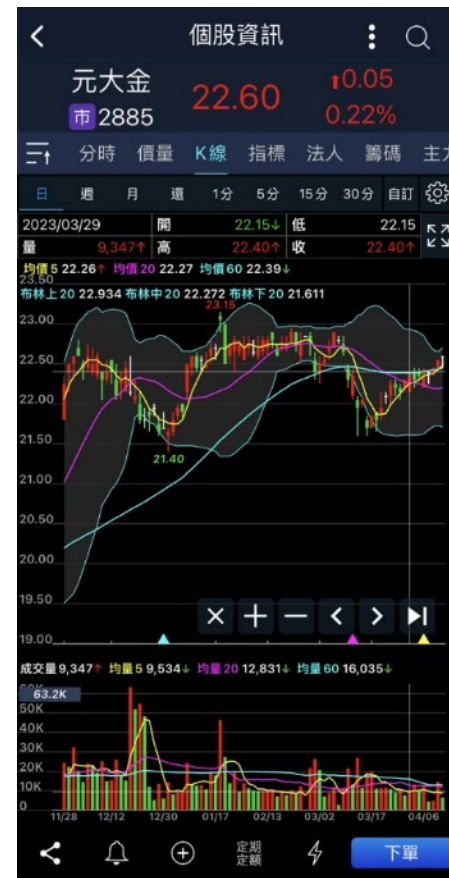 個股資訊
元大金
市 2885
22.60
↑0.05
0.22%
分時 價量 K線 指標 法人 籌碼 主力
日 週 月 還 1分 5分 15分 30分 自訂
2023/03/29 開 22.15↓ 低 22.15
量 9,347↑ 高 22.40↑ 收 22.40↑
均價5 22.26↑ 均價20 22.27 均價60 22.39↓
23.50
布林上20 22.934 布林中20 22.272 布林下20 21.611
23.15
23.00
22.50
22.00
21.50
21.40
21.00
20.50
20.00
19.50
19.00
成交量9,347↑ 均量5 9,534↓ 均量20 12,831↓ 均量60 16,035↓
63.2K
50K
40K
30K
20K
10K
0
11/28 12/12 12/30 01/17 02/13 03/02 03/17 04/06
定期
定額
下單